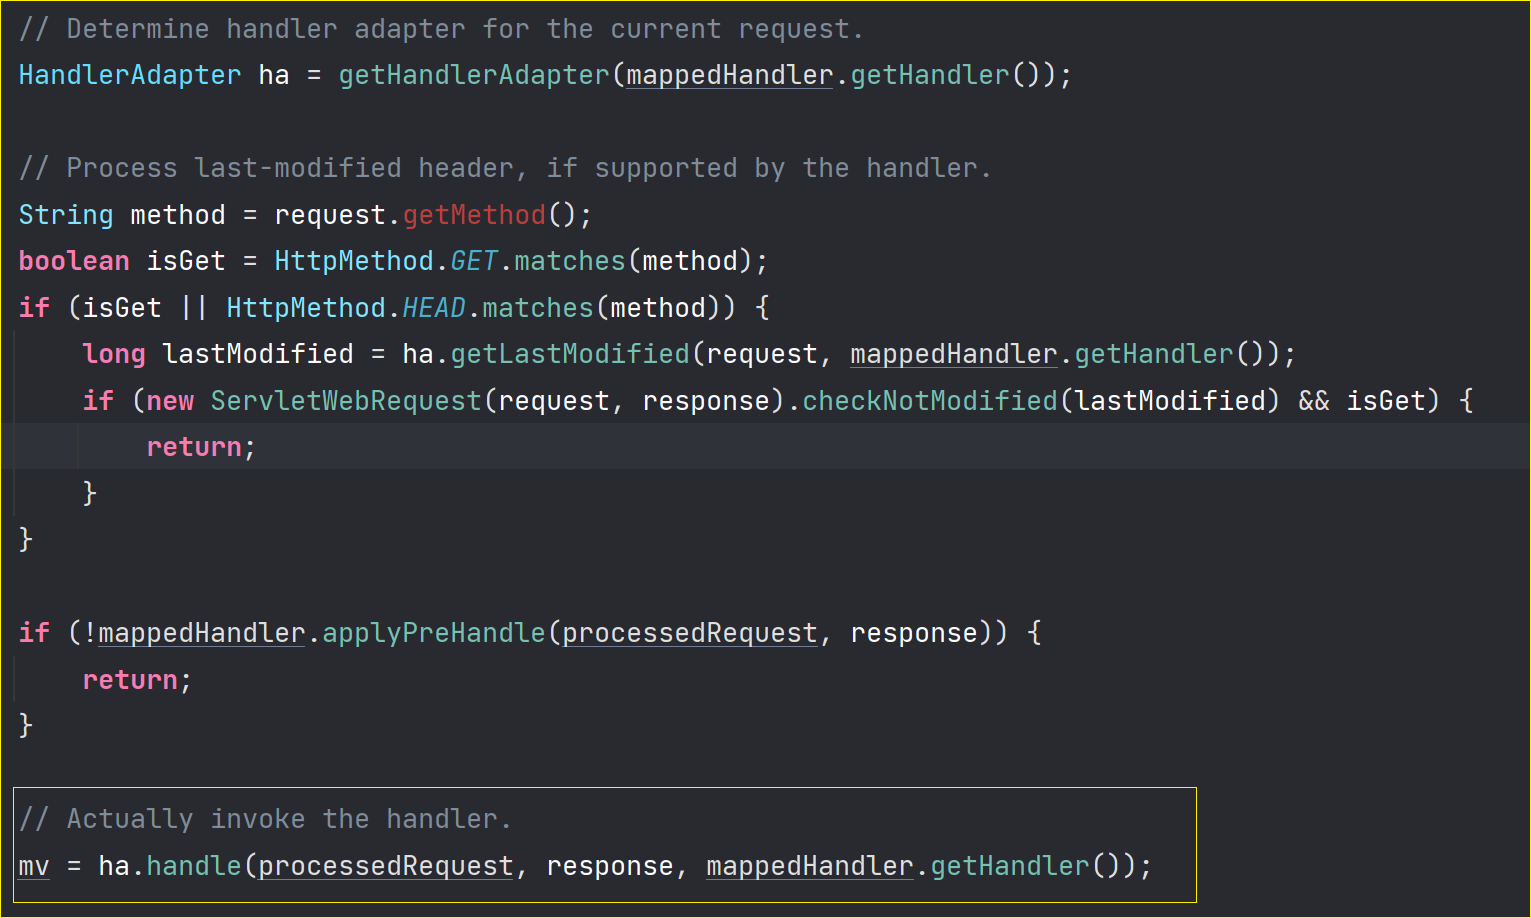 // Determine handler adapter for the current request.
HandlerAdapter ha = getHandlerAdapter(mappedHandler.getHandler());
// Process last-modified header, if supported by the handler.
String method = request.getMethod();
boolean isGet = HttpMethod.GET.matches(method);
if (isGet || HttpMethod.HEAD.matches(method)) {
    long lastModified = ha.getLastModified(request, mappedHandler.getHandler());
    if (new ServletWebRequest(request, response).checkNotModified(lastModified) && isGet) {
        return;
    }
}
if (!mappedHandler.applyPreHandle(processedRequest, response)) {
    return;
}
// Actually invoke the handler.
mv = ha.handle(processedRequest, response, mappedHandler.getHandler());